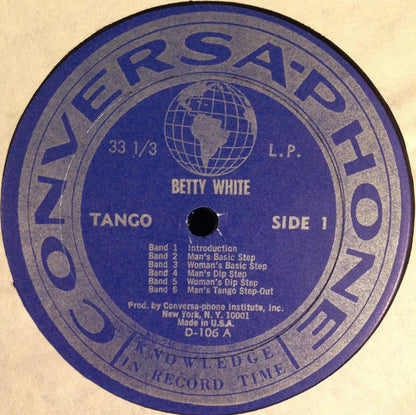 CONVERSA-PHONE
33 1/3 L.P.
BETTY WHITE
TANGO SIDE 1
Band 1 Introduction
Band 2 Man's Basic Step
Band 3 Woman's Basic Step
Band 4 Man's Dip Step
Band 5 Woman's Dip Step
Band 6 Man's Tango Step-Out
Prod. by Conversa-phone Institute, Inc.
New York, N. Y. 10001
Made in U.S.A.
D-106 A
KNOWLEDGE
IN RECORD TIME